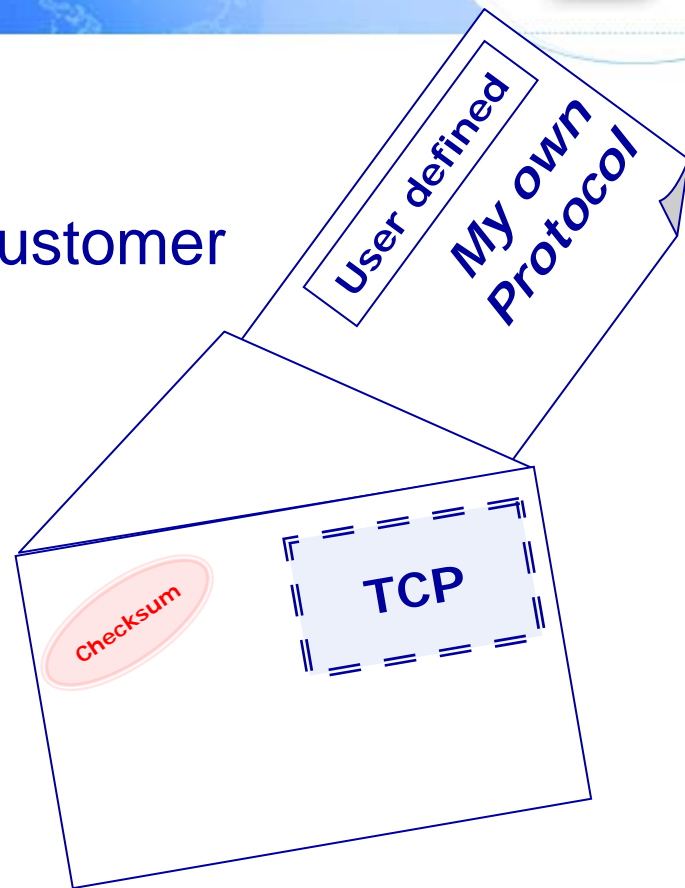 ustomer
User defined
My own
Protocol
TCP
Checksum